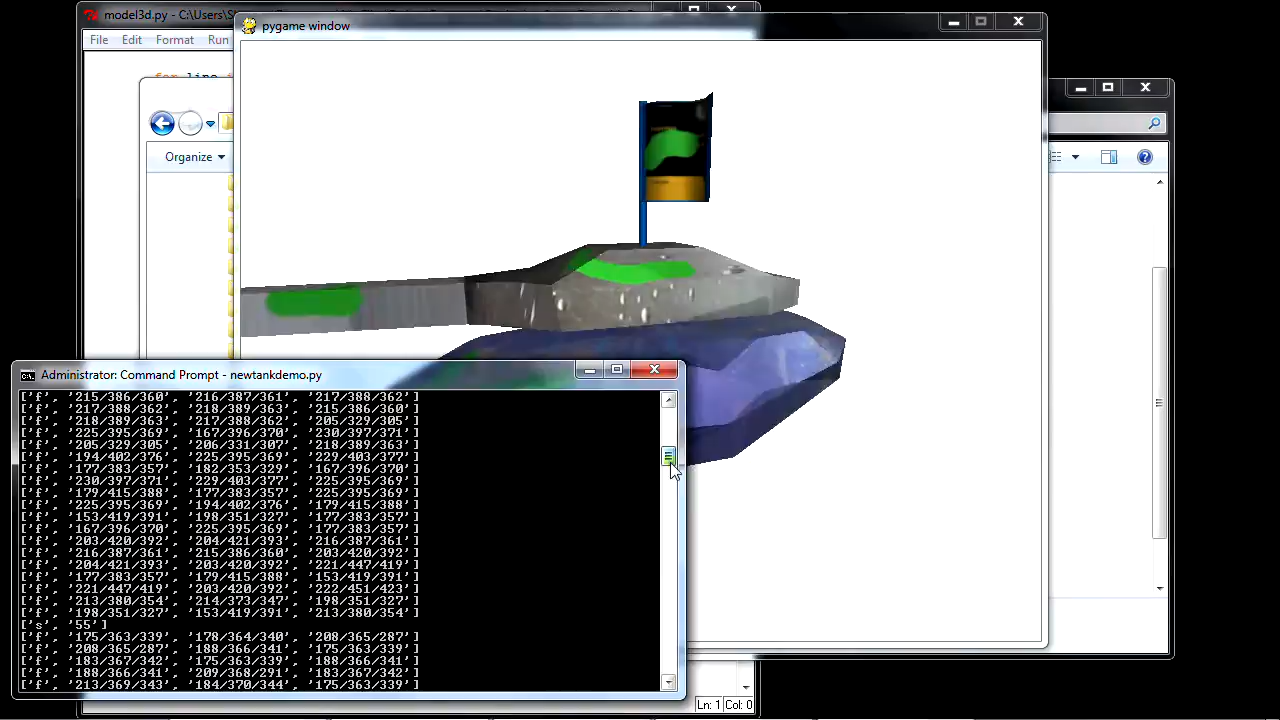 model3d.py - C:\Users\S
pygame window
File Edit Format Run
for line
Organize
Administrator: Command Prompt - newtankdemo.py
['f', '215/386/360', '216/387/361', '217/388/362']
['f', '217/388/362', '218/389/363', '215/386/360']
['f', '218/389/363', '217/388/362', '205/329/305']
['f', '225/395/369', '167/396/370', '230/397/371']
['f', '205/329/305', '206/331/307', '218/389/363']
['f', '194/402/376', '225/395/369', '229/403/377']
['f', '177/383/357', '182/353/329', '167/396/370']
['f', '230/397/371', '229/403/377', '225/395/369']
['f', '179/415/388', '177/383/357', '225/395/369']
['f', '225/395/369', '194/402/376', '179/415/388']
['f', '153/419/391', '198/351/327', '177/383/357']
['f', '167/396/370', '225/395/369', '177/383/357']
['f', '203/420/392', '204/421/393', '216/387/361']
['f', '216/387/361', '215/386/360', '203/420/392']
['f', '204/421/393', '203/420/392', '221/447/419']
['f', '177/383/357', '179/415/388', '153/419/391']
['f', '221/447/419', '203/420/392', '222/451/423']
['f', '213/380/354', '214/373/347', '198/351/327']
['f', '198/351/327', '153/419/391', '213/380/354']
['s', '55']
['f', '175/363/339', '178/364/340', '208/365/287']
['f', '208/365/287', '188/366/341', '175/363/339']
['f', '183/367/342', '175/363/339', '188/366/341']
['f', '188/366/341', '209/368/291', '183/367/342']
['f', '213/369/343', '184/370/344', '175/363/339']
Ln: 1 Col: 0